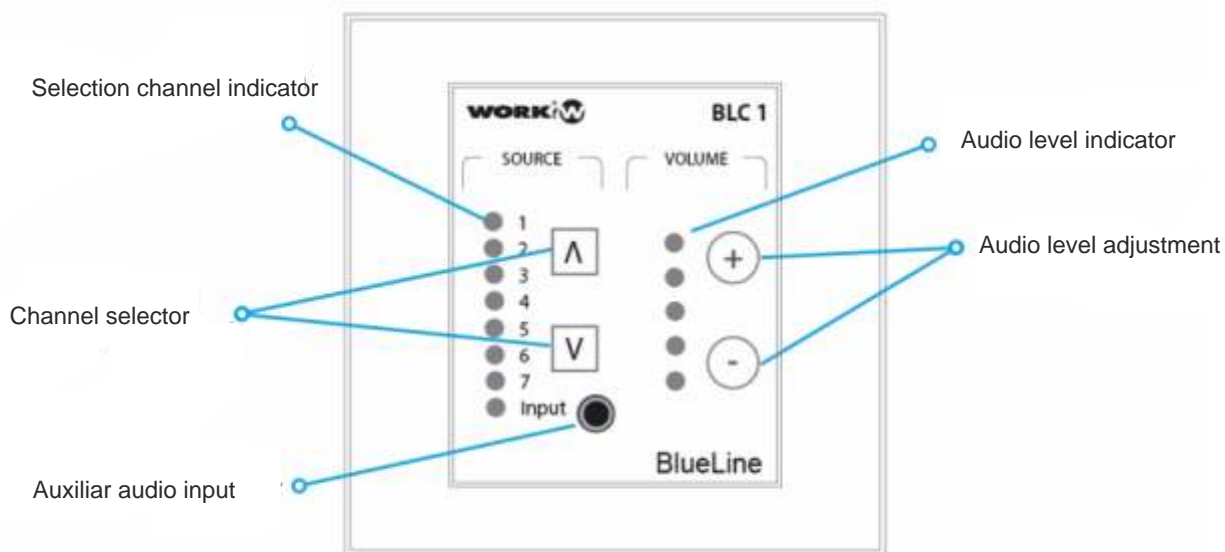 Selection channel indicator
WORK W
BLC 1
Audio level indicator
SOURCE
VOLUME
1
2
3
4
5
6
7
Input
Λ
V
+
-
Audio level adjustment
Channel selector
Auxiliar audio input
BlueLine